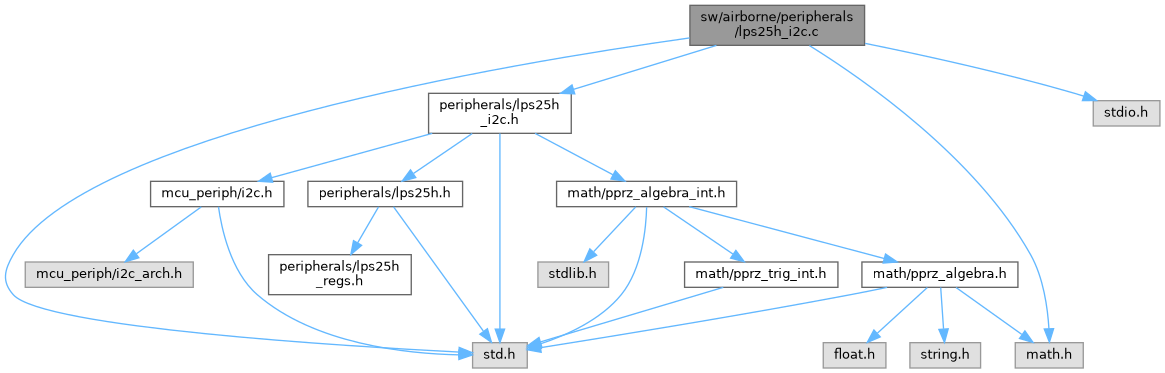 sw/airborne/peripherals
/lps25h_i2c.c
peripherals/lps25h
_i2c.h
stdio.h
mcu_periph/i2c.h
peripherals/lps25h.h
math/pprz_algebra_int.h
mcu_periph/i2c_arch.h
peripherals/lps25h
_regs.h
stdlib.h
math/pprz_trig_int.h
math/pprz_algebra.h
std.h
float.h
string.h
math.h